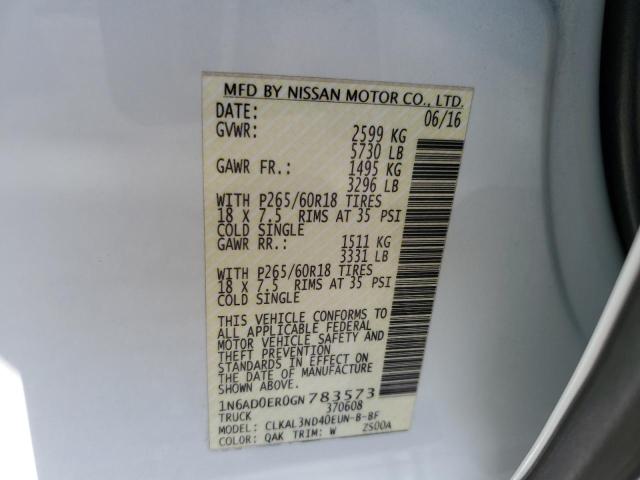 MFD BY NISSAN MOTOR CO., LTD.
DATE: 06/16
GVWR: 2599 KG
5730 LB
GAWR FR.: 1495 KG
3296 LB
WITH P265/60R18 TIRES
18 X 7.5 RIMS AT 35 PSI
COLD SINGLE
GAWR RR.: 1511 KG
3331 LB
WITH P265/60R18 TIRES
18 X 7.5 RIMS AT 35 PSI
COLD SINGLE
THIS VEHICLE CONFORMS TO
ALL APPLICABLE FEDERAL
MOTOR VEHICLE SAFETY AND
THEFT PREVENTION
STANDARDS IN EFFECT ON
THE DATE OF MANUFACTURE
SHOWN ABOVE.
1N6AD0ER0GN 783573
TRUCK 370608
MODEL: CLKAL3ND40EUN-B-BF
COLOR: QAK TRIM: W 2S00A